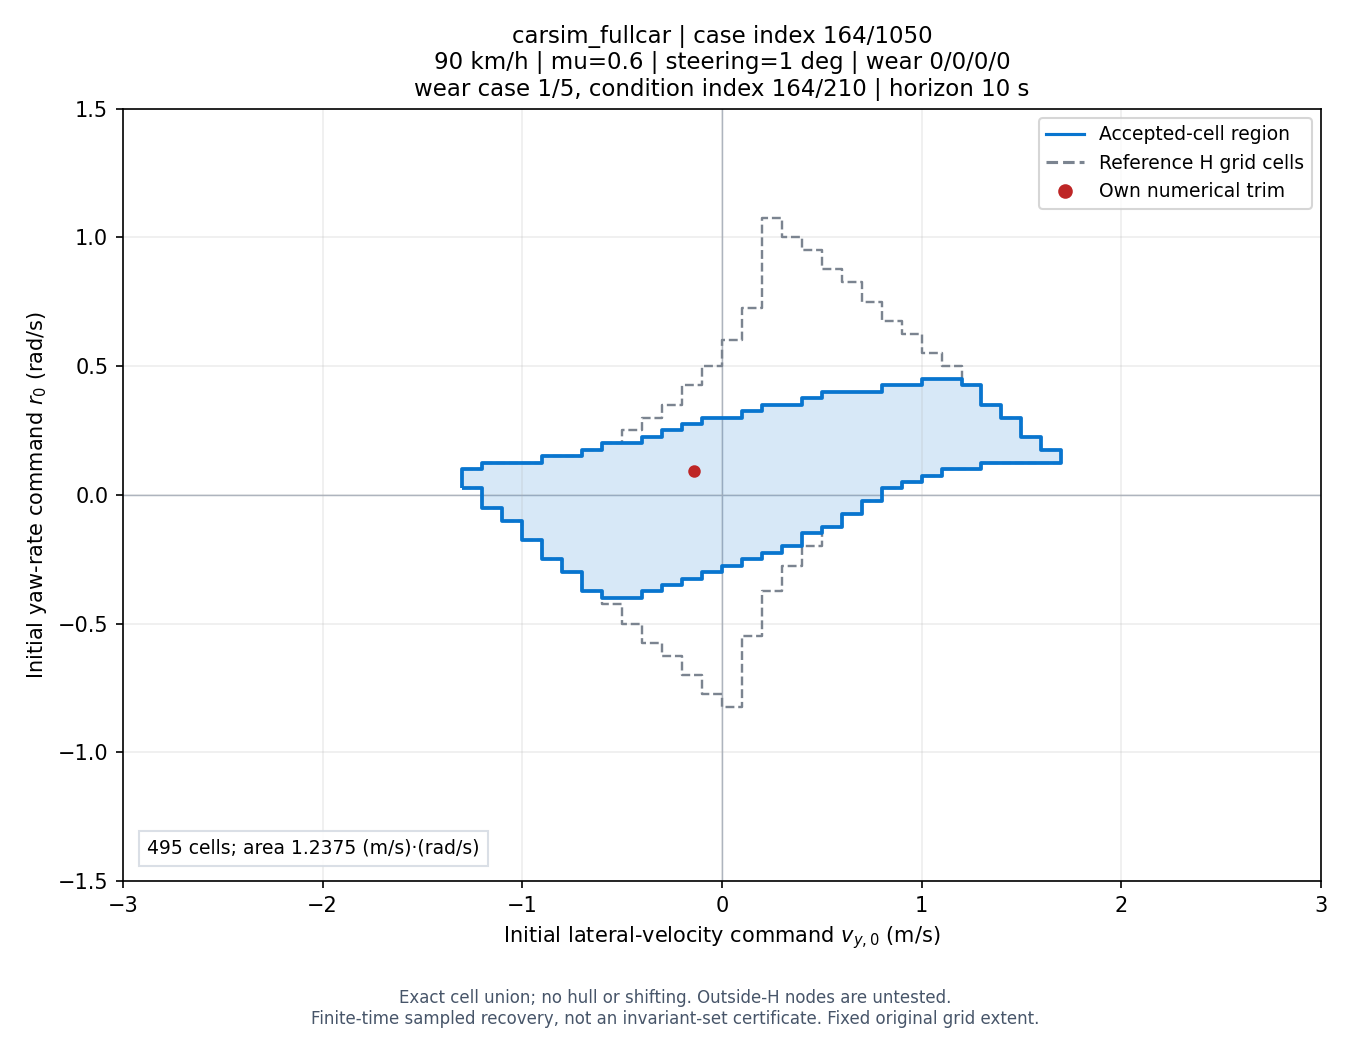 carsim_fullcar | case index 164/1050
90 km/h | mu=0.6 | steering=1 deg | wear 0/0/0/0
wear case 1/5, condition index 164/210 | horizon 10 s
Accepted-cell region
Reference H grid cells
Own numerical trim
Initial yaw-rate command r₀ (rad/s)
1.5
1.0
0.5
0.0
−0.5
−1.0
−1.5
495 cells; area 1.2375 (m/s)·(rad/s)
−3 −2 −1 0 1 2 3
Initial lateral-velocity command v_{y,0} (m/s)
Exact cell union; no hull or shifting. Outside-H nodes are untested.
Finite-time sampled recovery, not an invariant-set certificate. Fixed original grid extent.